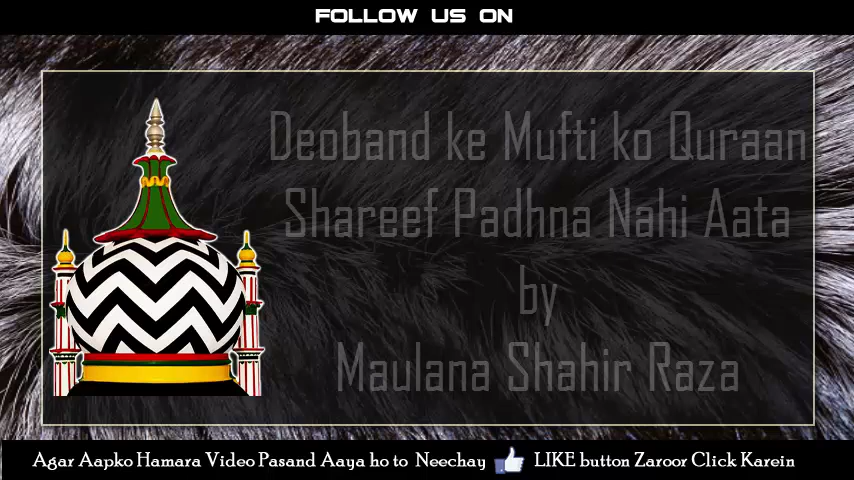 FOLLOW US ON
Deoband ke Mufti ko Quraan
Shareef Padhna Nahi Aata
by
Maulana Shahir Raza
Agar Aapko Hamara Video Pasand Aaya ho to Neechay LIKE button Zaroor Click Karein